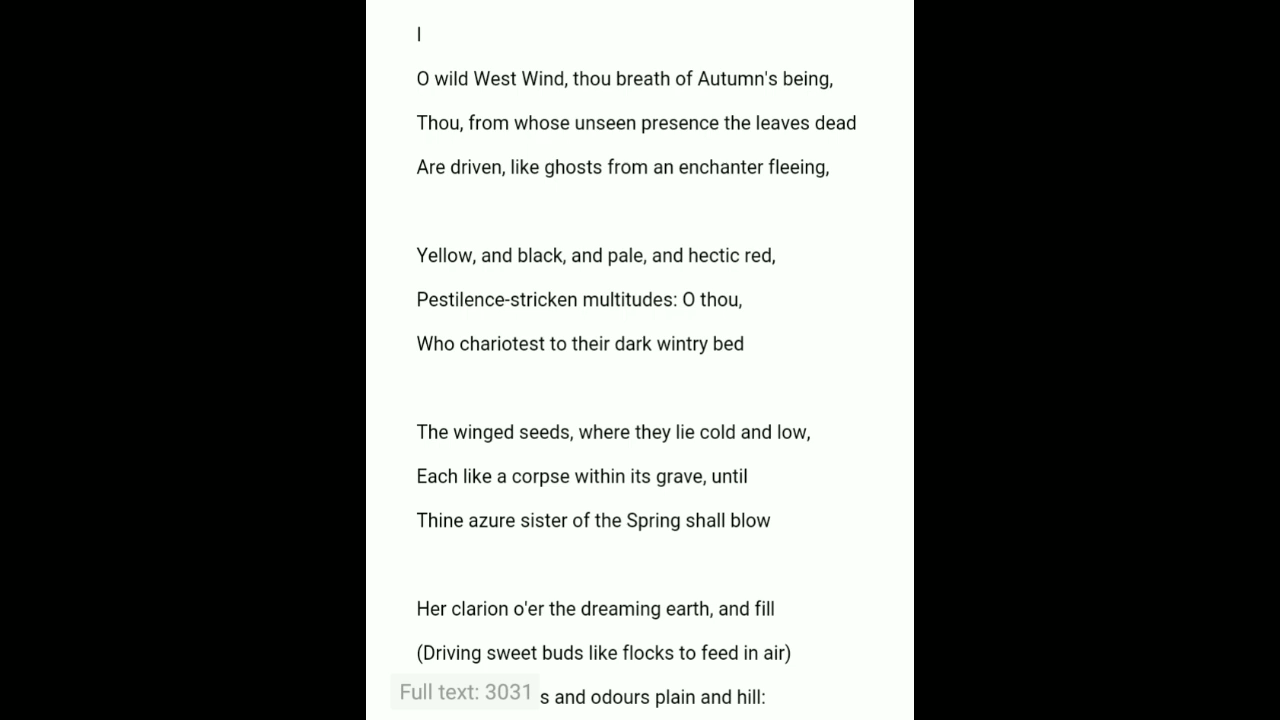 I
O wild West Wind, thou breath of Autumn's being,
Thou, from whose unseen presence the leaves dead
Are driven, like ghosts from an enchanter fleeing,
Yellow, and black, and pale, and hectic red,
Pestilence-stricken multitudes: O thou,
Who chariotest to their dark wintry bed
The winged seeds, where they lie cold and low,
Each like a corpse within its grave, until
Thine azure sister of the Spring shall blow
Her clarion o'er the dreaming earth, and fill
(Driving sweet buds like flocks to feed in air)
Full text: 3031
s and odours plain and hill: